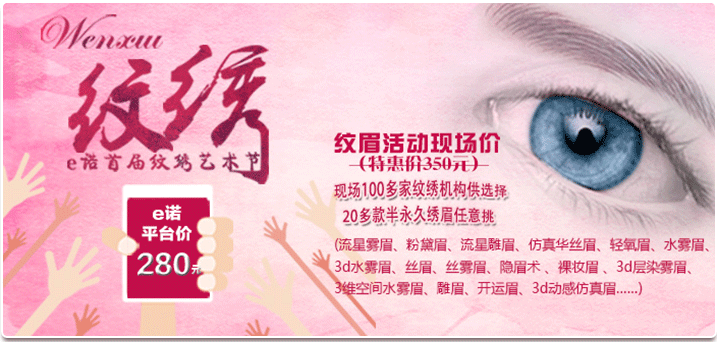 Wenxiu
纹绣
e诺首届纹琇艺术节
e诺
平台价
280元
纹眉活动现场价
(特惠价350元)
现场100多家纹绣机构供选择
20多款半永久绣眉任意挑
(流星雾眉、粉黛眉、流星雕眉、仿真华丝眉、轻氧眉、水雾眉、
3d水雾眉、丝眉、丝雾眉、隐眉术 、裸妆眉 、3d层染雾眉、
3维空间水雾眉、雕眉、开运眉、3d动感仿真眉......)